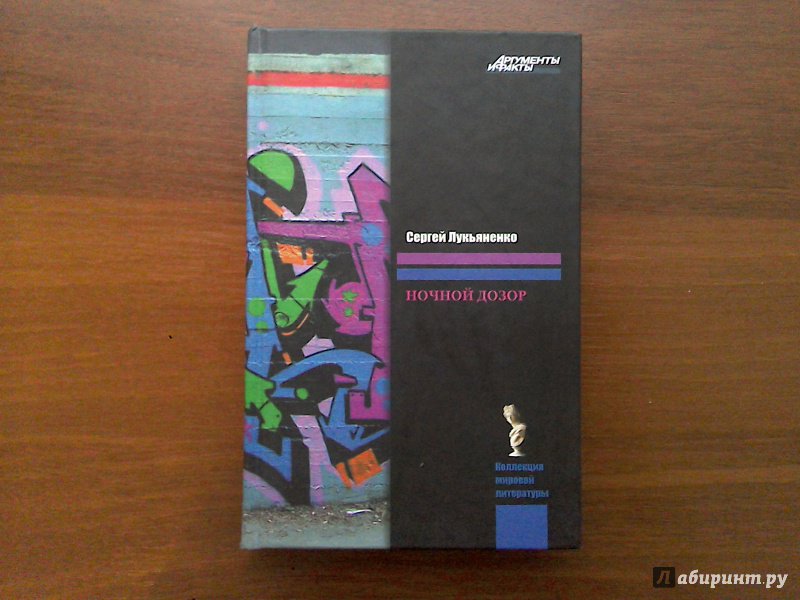 АРГУМЕНТЫ
И ФАКТЫ
Сергей Лукьяненко
НОЧНОЙ ДОЗОР
Коллекция
мировой
литературы
Лабиринт.ру